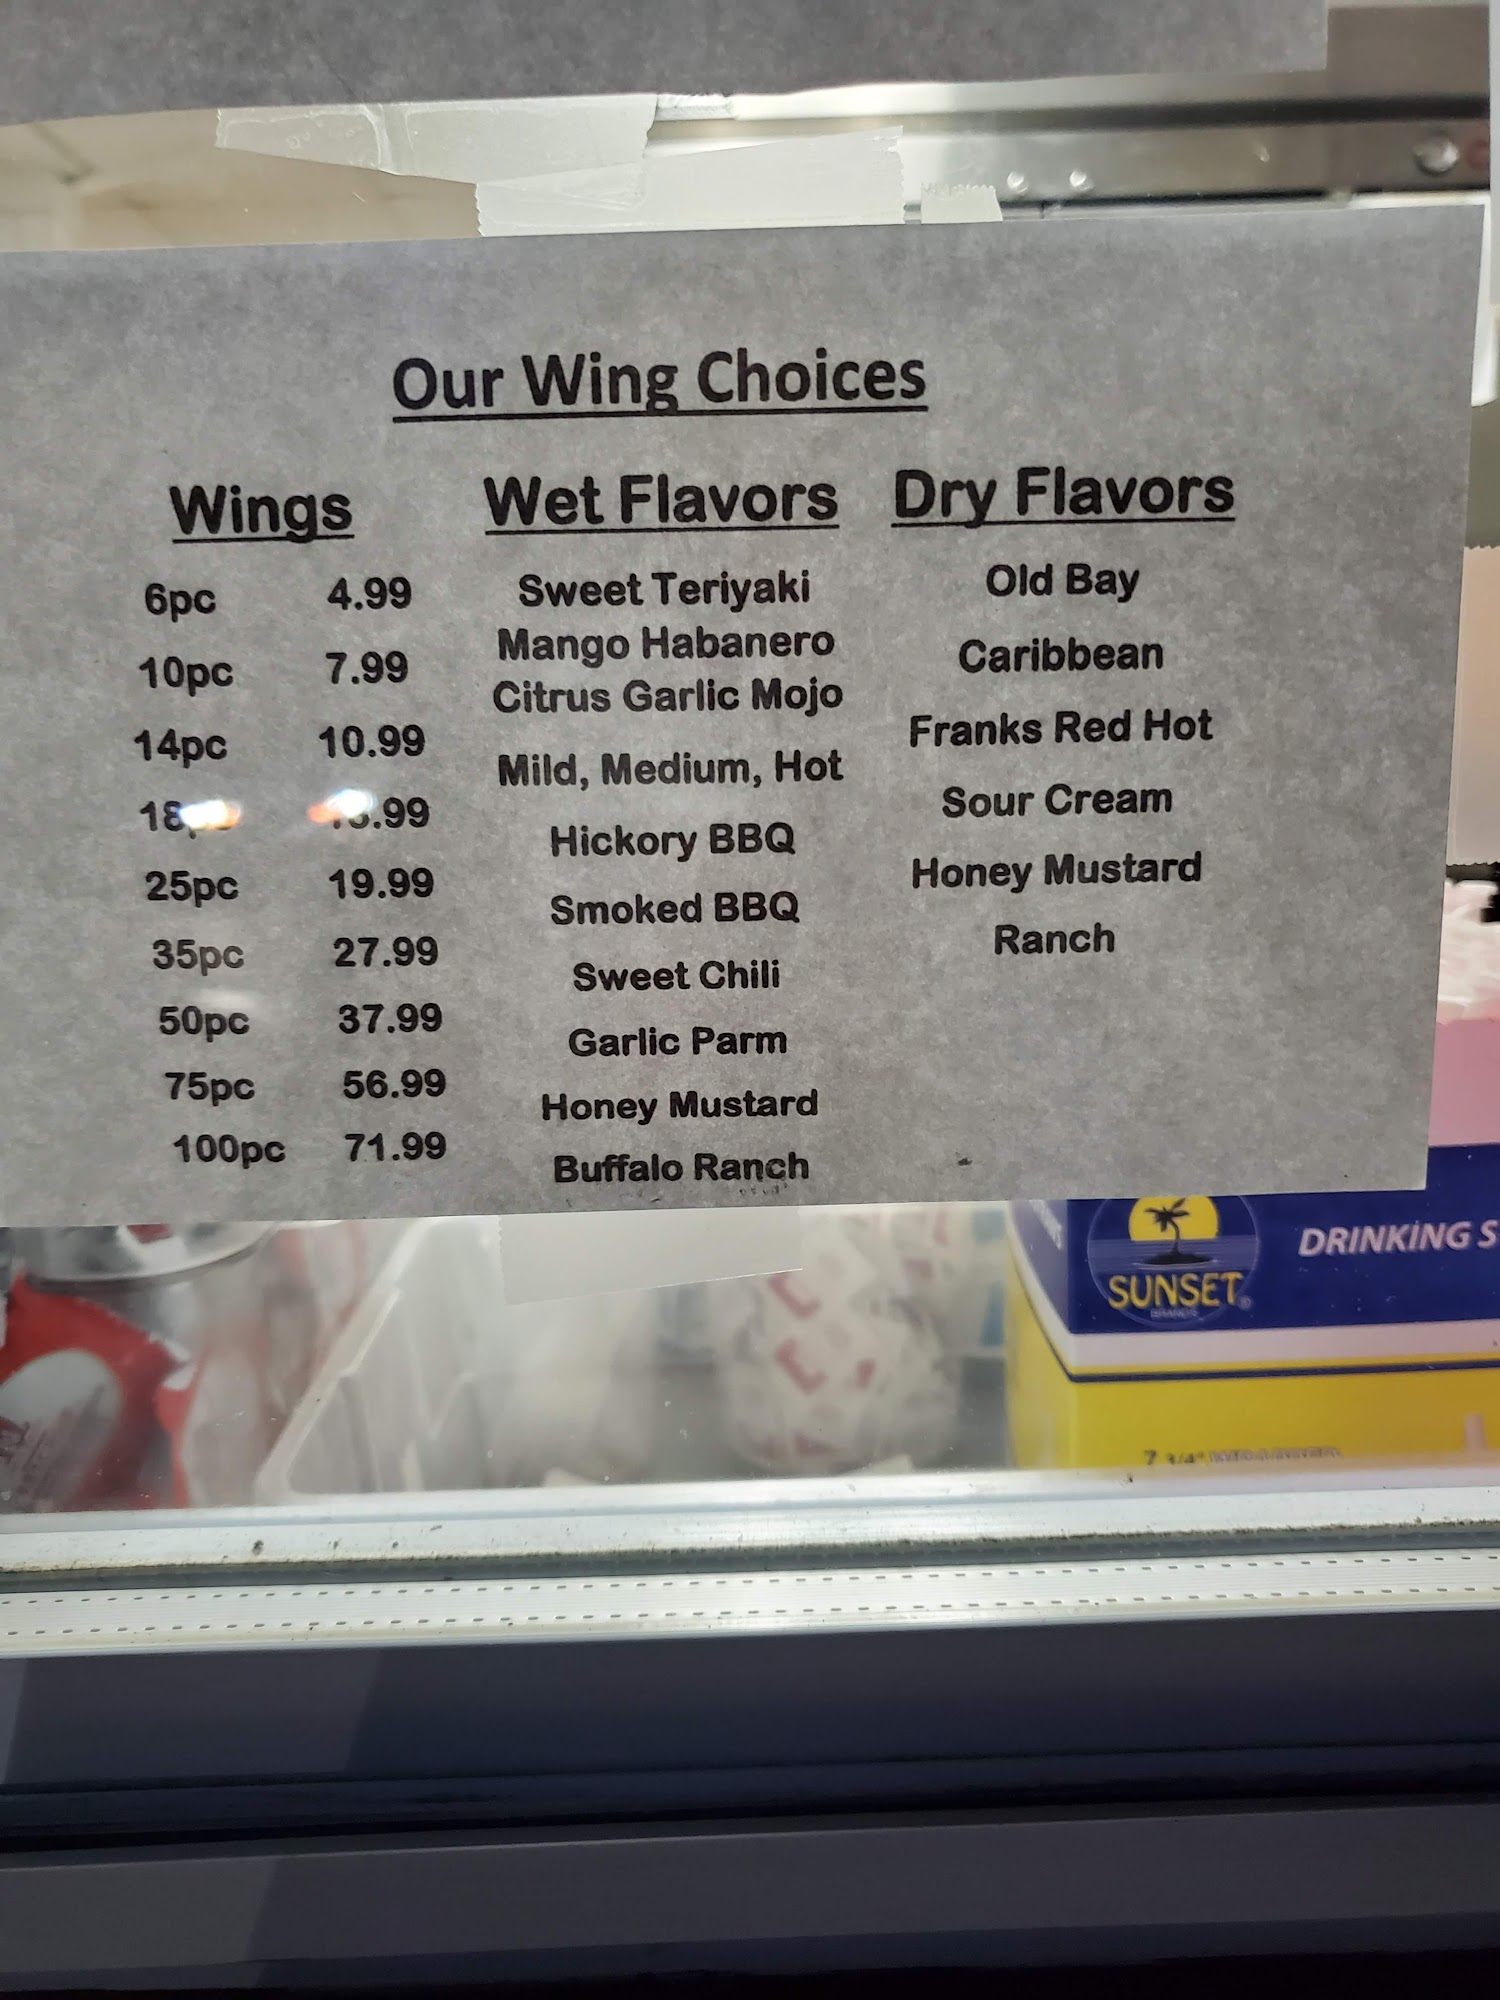 Our Wing Choices
Wings
6pc 4.99
10pc 7.99
14pc 10.99
25pc 19.99
35pc 27.99
50pc 37.99
75pc 56.99
100pc 71.99
Wet Flavors
Sweet Teriyaki
Mango Habanero
Citrus Garlic Mojo
Mild, Medium, Hot
Hickory BBQ
Smoked BBQ
Sweet Chili
Garlic Parm
Honey Mustard
Buffalo Ranch
Dry Flavors
Old Bay
Caribbean
Franks Red Hot
Sour Cream
Honey Mustard
Ranch
SUNSET
DRINKING S
7 3/4"